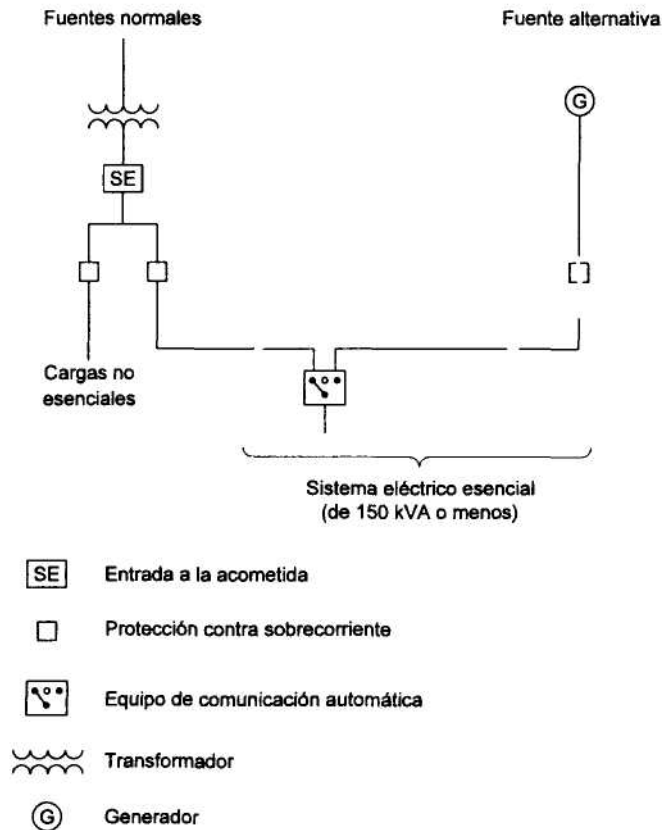 Fuentes normales
Fuente alternativa
G
SE
Cargas no
esenciales
Sistema eléctrico esencial
(de 150 kVA o menos)
SE Entrada a la acometida
Protección contra sobrecorriente
Equipo de comunicación automática
Transformador
G Generador